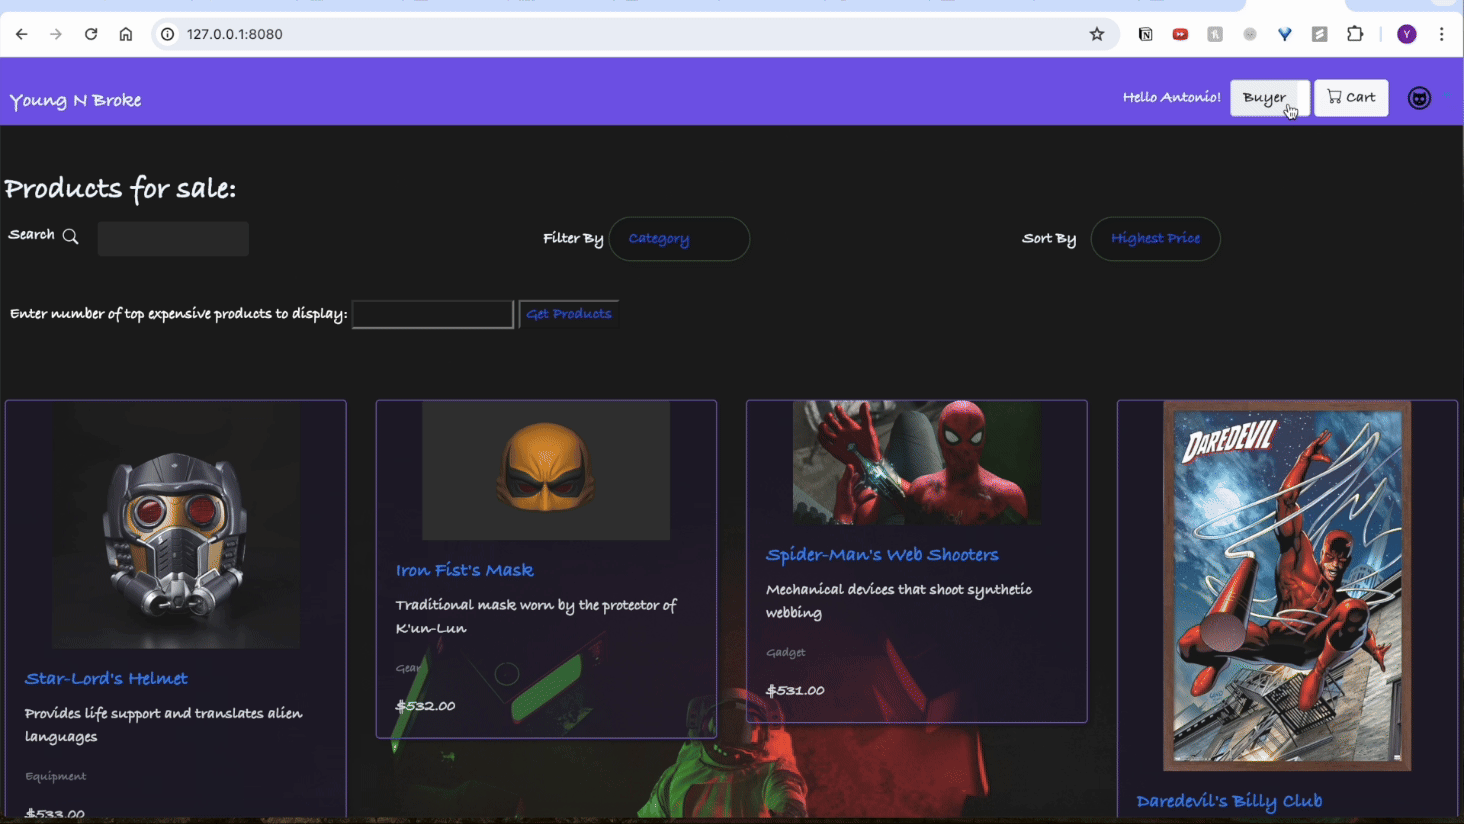 127.0.0.1:8080
Y
Young N Broke
Hello Antonio!
Buyer
Cart
Products for sale:
Search
Filter By
Category
Sort By
Highest Price
Enter number of top expensive products to display:
Get Products
Star-Lord's Helmet
Provides life support and translates alien
languages
Equipment
$533.00
Iron Fist's Mask
Traditional mask worn by the protector of
K'un-Lun
Gear
$532.00
Spider-Man's Web Shooters
Mechanical devices that shoot synthetic
webbing
Gadget
$531.00
DAREDEVIL
Daredevil's Billy Club